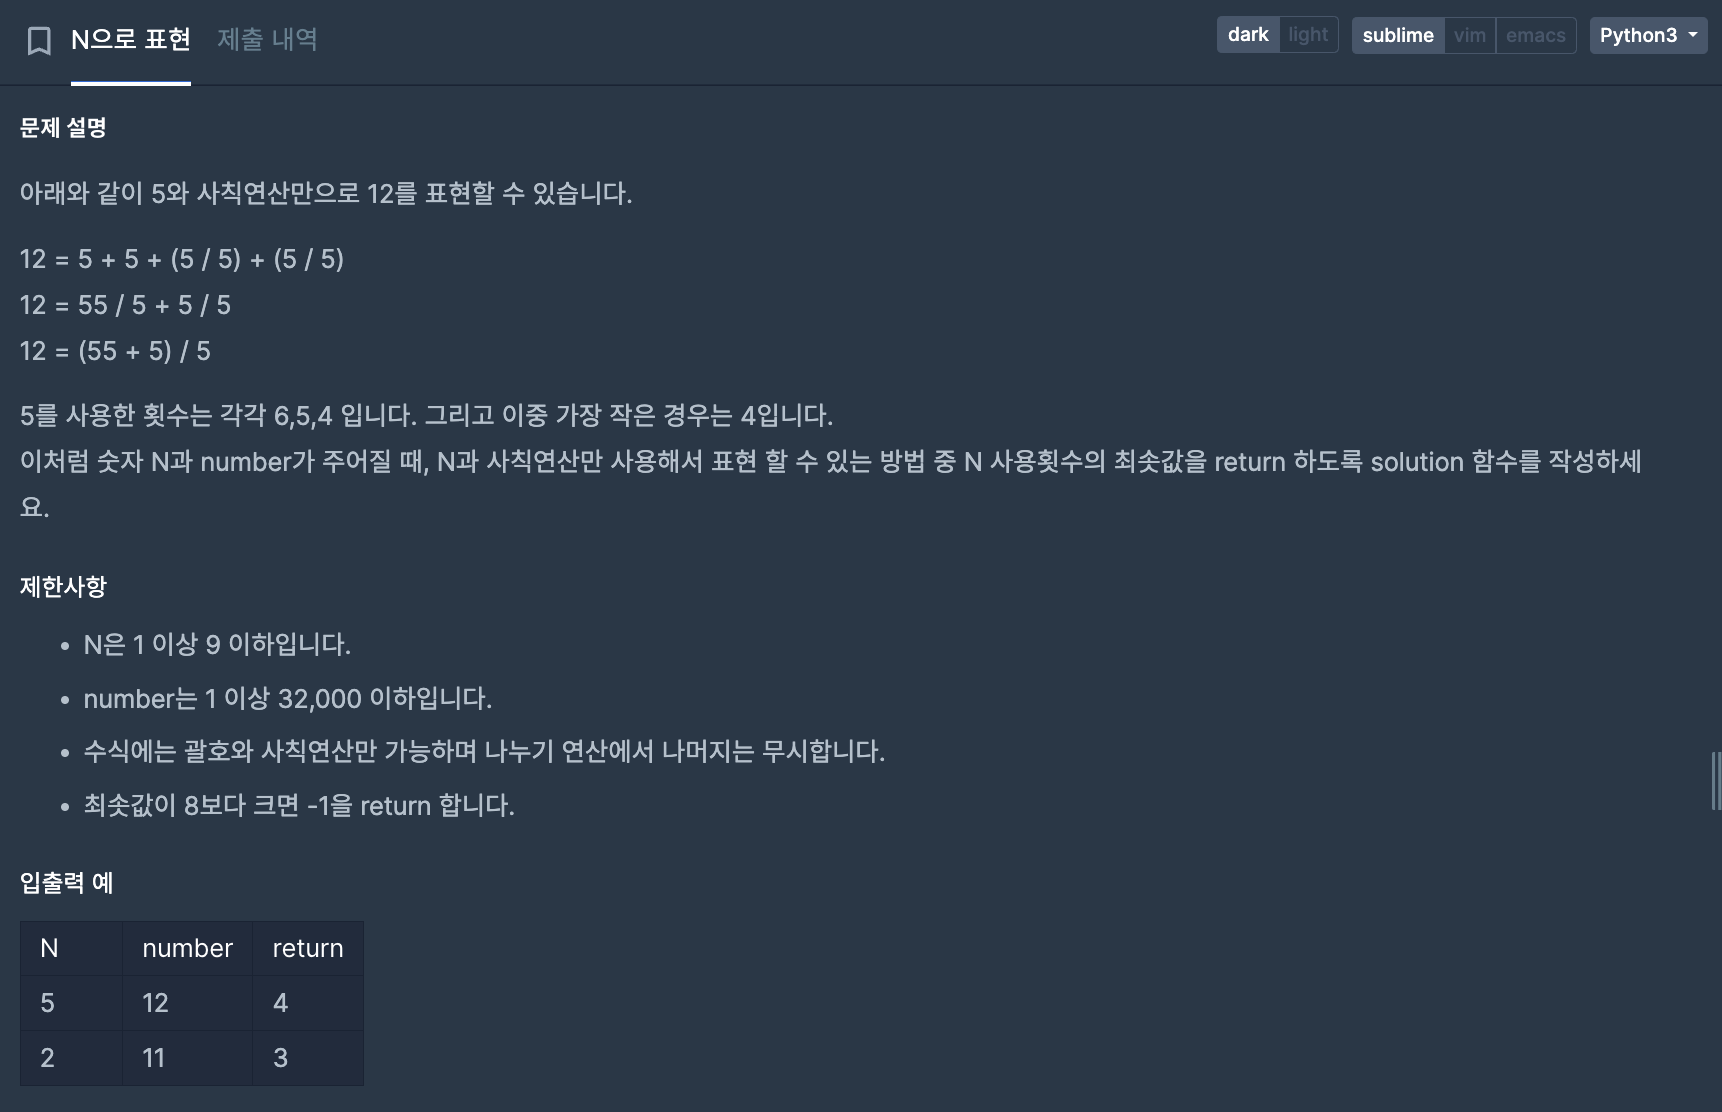 N으로 표현 제출 내역 dark light sublime vim emacs Python3
문제 설명
아래와 같이 5와 사칙연산만으로 12를 표현할 수 있습니다.
12 = 5 + 5 + (5 / 5) + (5 / 5)
12 = 55 / 5 + 5 / 5
12 = (55 + 5) / 5
5를 사용한 횟수는 각각 6,5,4 입니다. 그리고 이중 가장 작은 경우는 4입니다.
이처럼 숫자 N과 number가 주어질 때, N과 사칙연산만 사용해서 표현 할 수 있는 방법 중 N 사용횟수의 최솟값을 return 하도록 solution 함수를 작성하세
요.
제한사항
• N은 1 이상 9 이하입니다.
• number는 1 이상 32,000 이하입니다.
• 수식에는 괄호와 사칙연산만 가능하며 나누기 연산에서 나머지는 무시합니다.
• 최솟값이 8보다 크면 -1을 return 합니다.
입출력 예
N number return
5 12 4
2 11 3